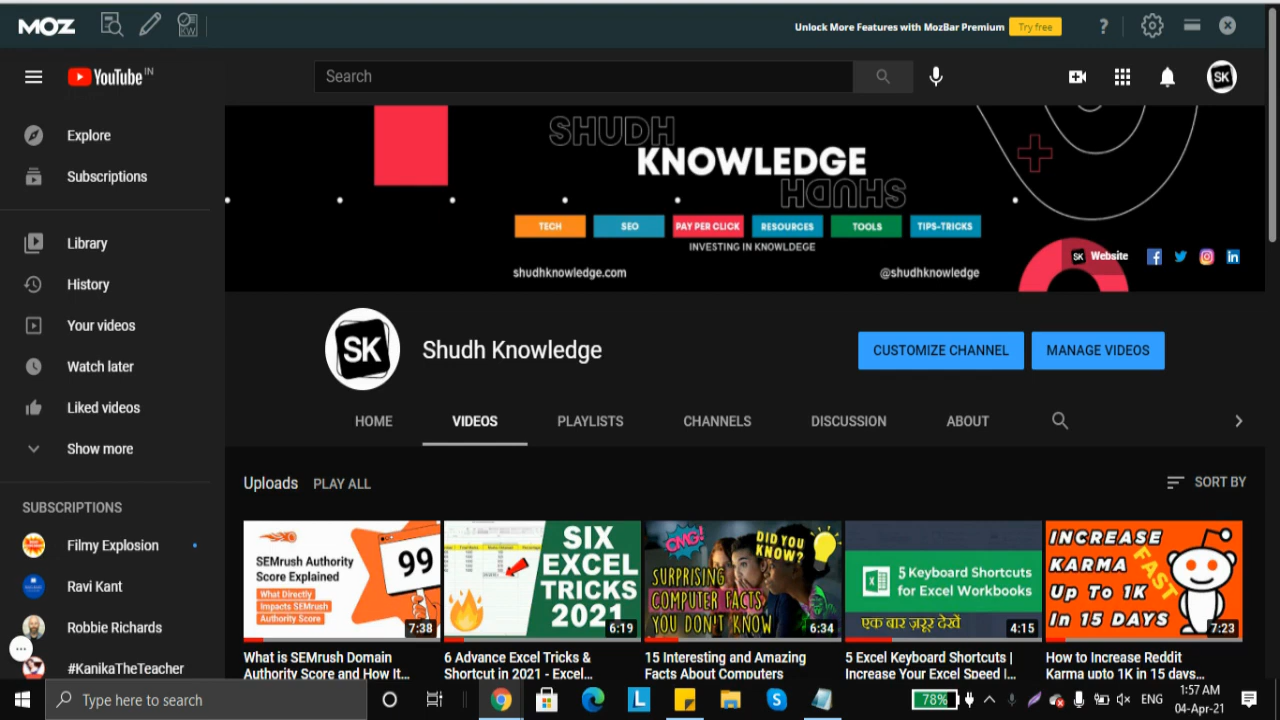 MOZ
KW
Unlock More Features with MozBar Premium
Try free
?
YouTube IN
Search
SK
Explore
Subscriptions
Library
History
Your videos
Watch later
Liked videos
Show more
SUBSCRIPTIONS
Filmy Explosion
Ravi Kant
Robbie Richards
#KanikaTheTeacher
SHUDH
KNOWLEDGE
SHUDH
TECH
SEO
PAY PER CLICK
RESOURCES
TOOLS
TIPS-TRICKS
INVESTING IN KNOWLDEGE
shudhknowledge.com
@shudhknowledge
SK Website
SK
Shudh Knowledge
CUSTOMIZE CHANNEL
MANAGE VIDEOS
HOME
VIDEOS
PLAYLISTS
CHANNELS
DISCUSSION
ABOUT
Uploads
PLAY ALL
SORT BY
SEMrush Authority
Score Explained
What Directly
Impacts SEMrush
Authority Score
99
7:38
What is SEMrush Domain
Authority Score and How It...
SIX
EXCEL
TRICKS
2021
6:19
6 Advance Excel Tricks &
Shortcut in 2021 - Excel...
OMG!
DID YOU
KNOW?
SURPRISING
COMPUTER FACTS
YOU DON'T KNOW
6:34
15 Interesting and Amazing
Facts About Computers
5 Keyboard Shortcuts
for Excel Workbooks
एक बार ज़रूर देखें
4:15
5 Excel Keyboard Shortcuts |
Increase Your Excel Speed |
INCREASE
KARMA
FAST
Up To 1K
In 15 DAYS
7:23
How to Increase Reddit
Karma upto 1K in 15 days...
Type here to search
78%
ENG
1:57 AM
04-Apr-21